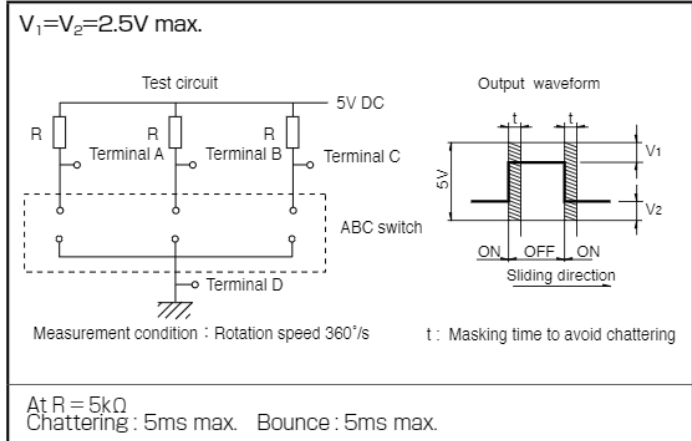 V₁=V₂=2.5V max.
Test circuit
5V DC
R
R
R
Terminal A
Terminal B
Terminal C
ABC switch
Terminal D
Measurement condition : Rotation speed 360°/s
Output waveform
t
t
V1
5V
V2
ON
OFF
ON
Sliding direction
t : Masking time to avoid chattering
At R = 5kΩ
Chattering : 5ms max. Bounce : 5ms max.